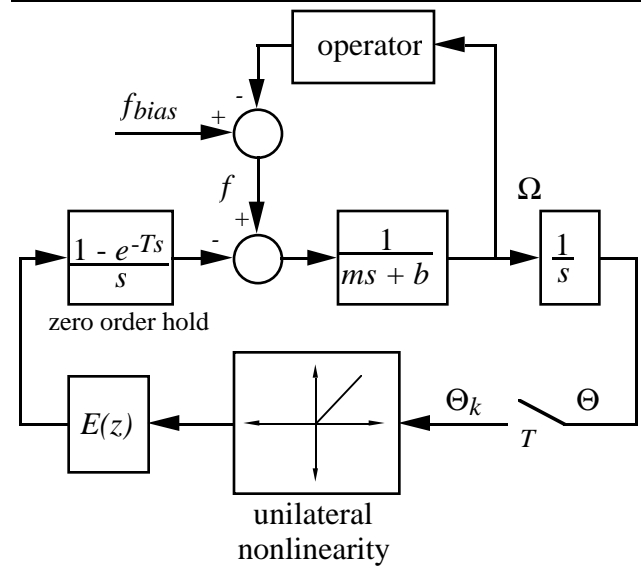 operator
-
f_bias +
f
+
Ω
1 - e^-Ts
s
-
1
ms + b
1
s
zero order hold
E(z)
Θ_k
Θ
T
unilateral
nonlinearity